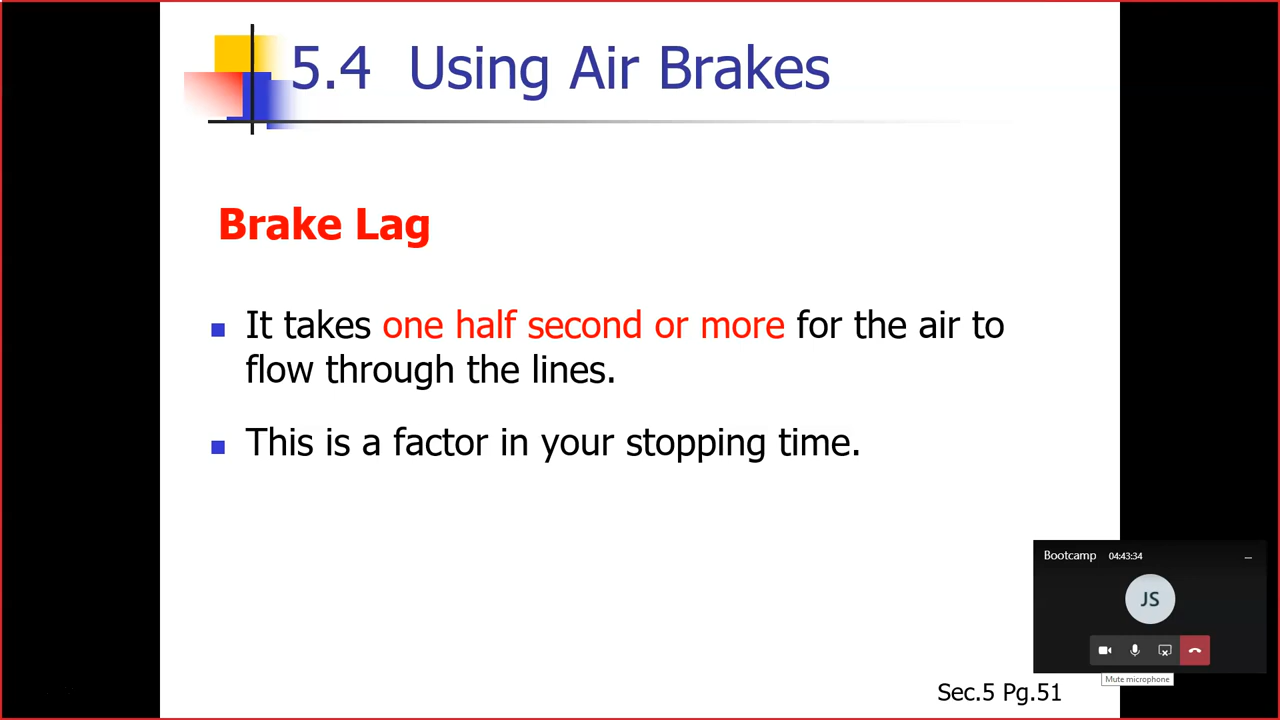 5.4 Using Air Brakes
Brake Lag
It takes one half second or more for the air to
flow through the lines.
This is a factor in your stopping time.
Bootcamp 04:43:34
JS
Mute microphone
Sec.5 Pg.51